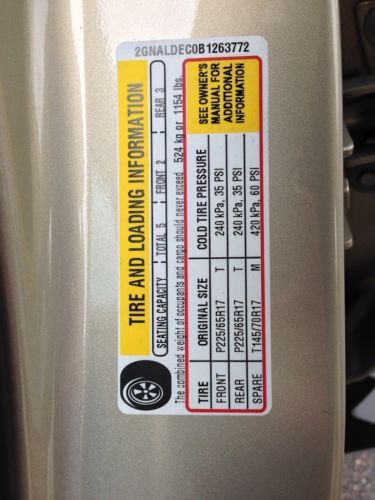 2GNALDEC0B1263772
TIRE AND LOADING INFORMATION
SEATING CAPACITY TOTAL 5 FRONT 2 REAR 3
The combined weight of occupants and cargo should never exceed 524 kg or 1154 lbs.
TIRE ORIGINAL SIZE COLD TIRE PRESSURE
FRONT P225/65R17 T 240 kPa, 35 PSI
REAR P225/65R17 T 240 kPa, 35 PSI
SPARE T145/70R17 M 420 kPa, 60 PSI
SEE OWNER'S
MANUAL FOR
ADDITIONAL
INFORMATION